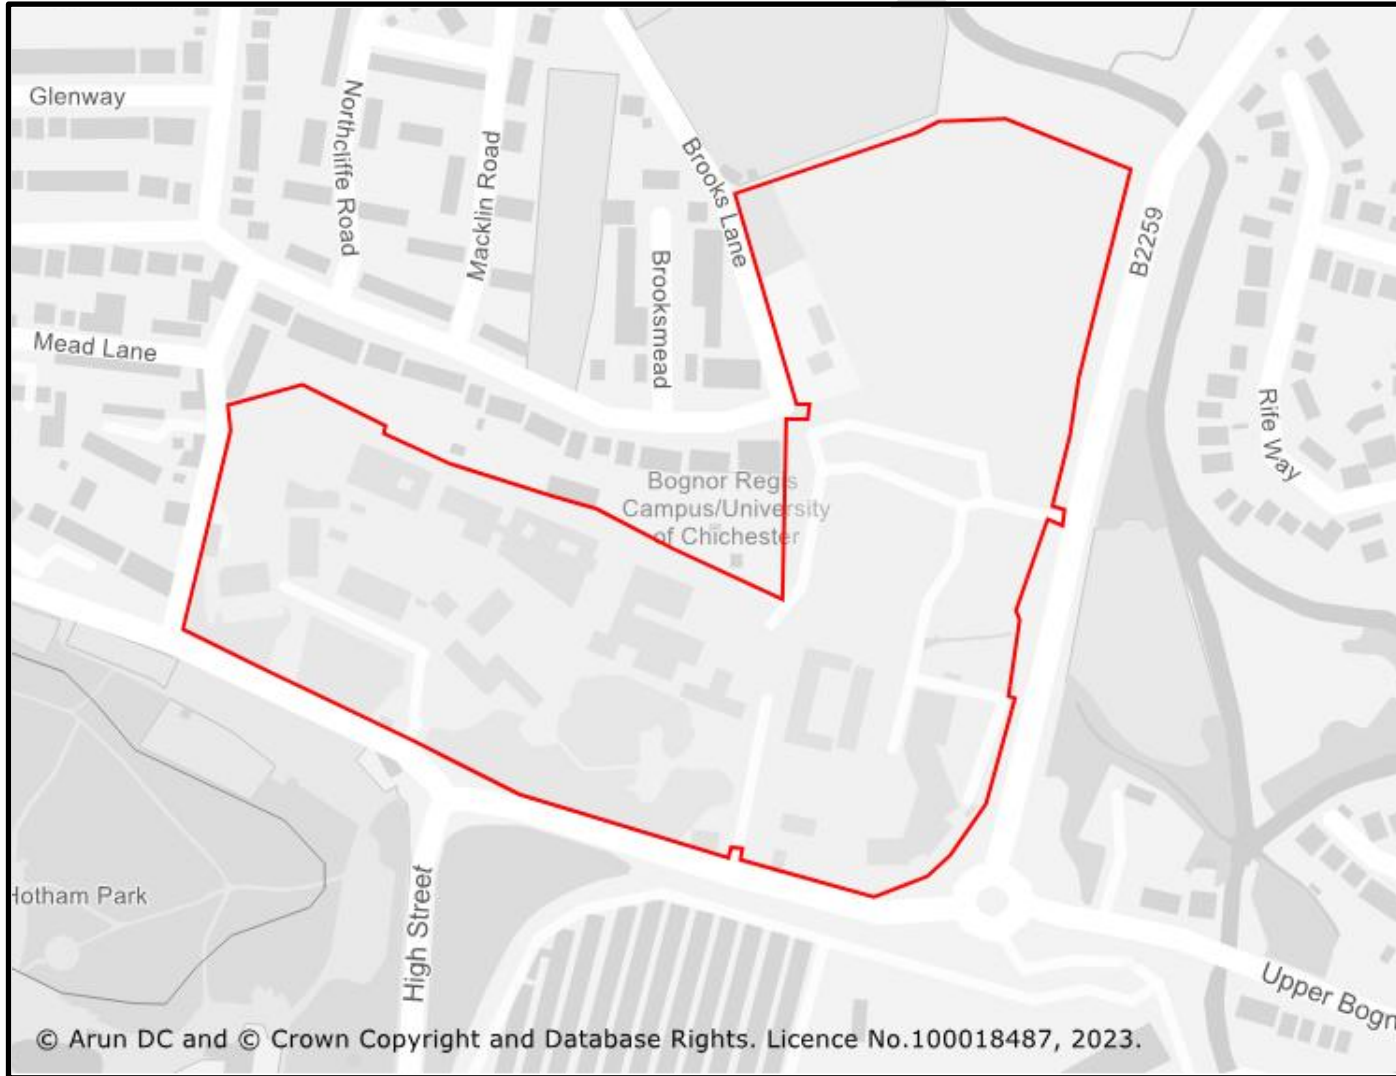 Glenway
Northcliffe Road
Macklin Road
Brooks Lane
B2259
Brooksmead
Mead Lane
Rife Way
Bognor Regis
Campus/University
of Chichester
Hotham Park
High Street
Upper Bogn
© Arun DC and © Crown Copyright and Database Rights. Licence No.100018487, 2023.